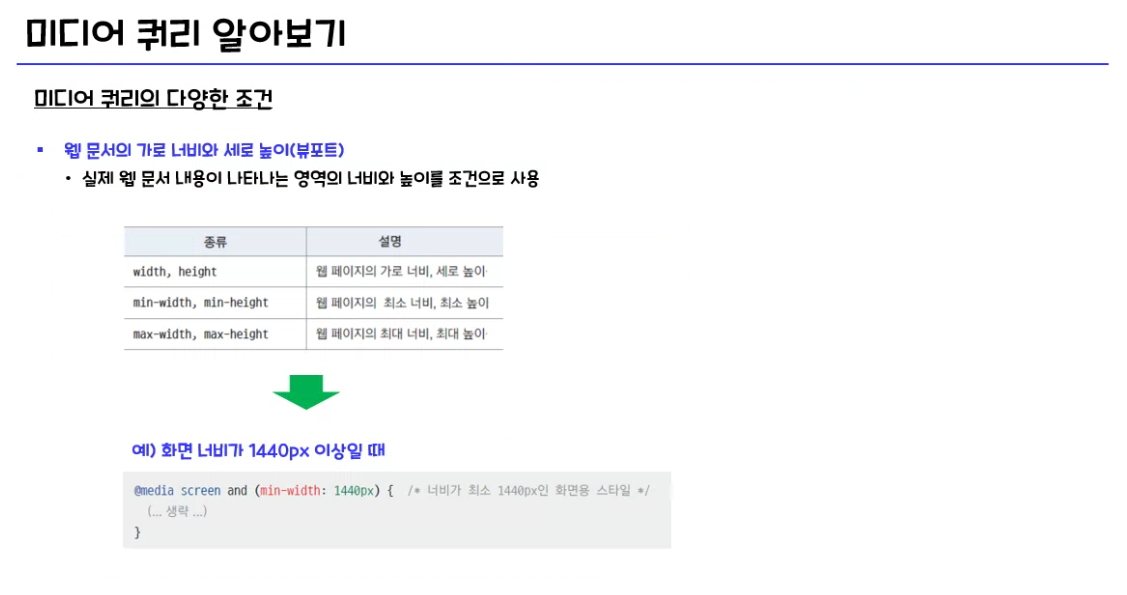 미디어 쿼리 알아보기
미디어 쿼리의 다양한 조건
▪ 웹 문서의 가로 너비와 세로 높이(뷰포트)
• 실제 웹 문서 내용이 나타나는 영역의 너비와 높이를 조건으로 사용
종류 설명
width, height 웹 페이지의 가로 너비, 세로 높이
min-width, min-height 웹 페이지의 최소 너비, 최소 높이
max-width, max-height 웹 페이지의 최대 너비, 최대 높이
예) 화면 너비가 1440px 이상일 때
@media screen and (min-width: 1440px) { /* 너비가 최소 1440px인 화면용 스타일 */
(... 생략 ...)
}